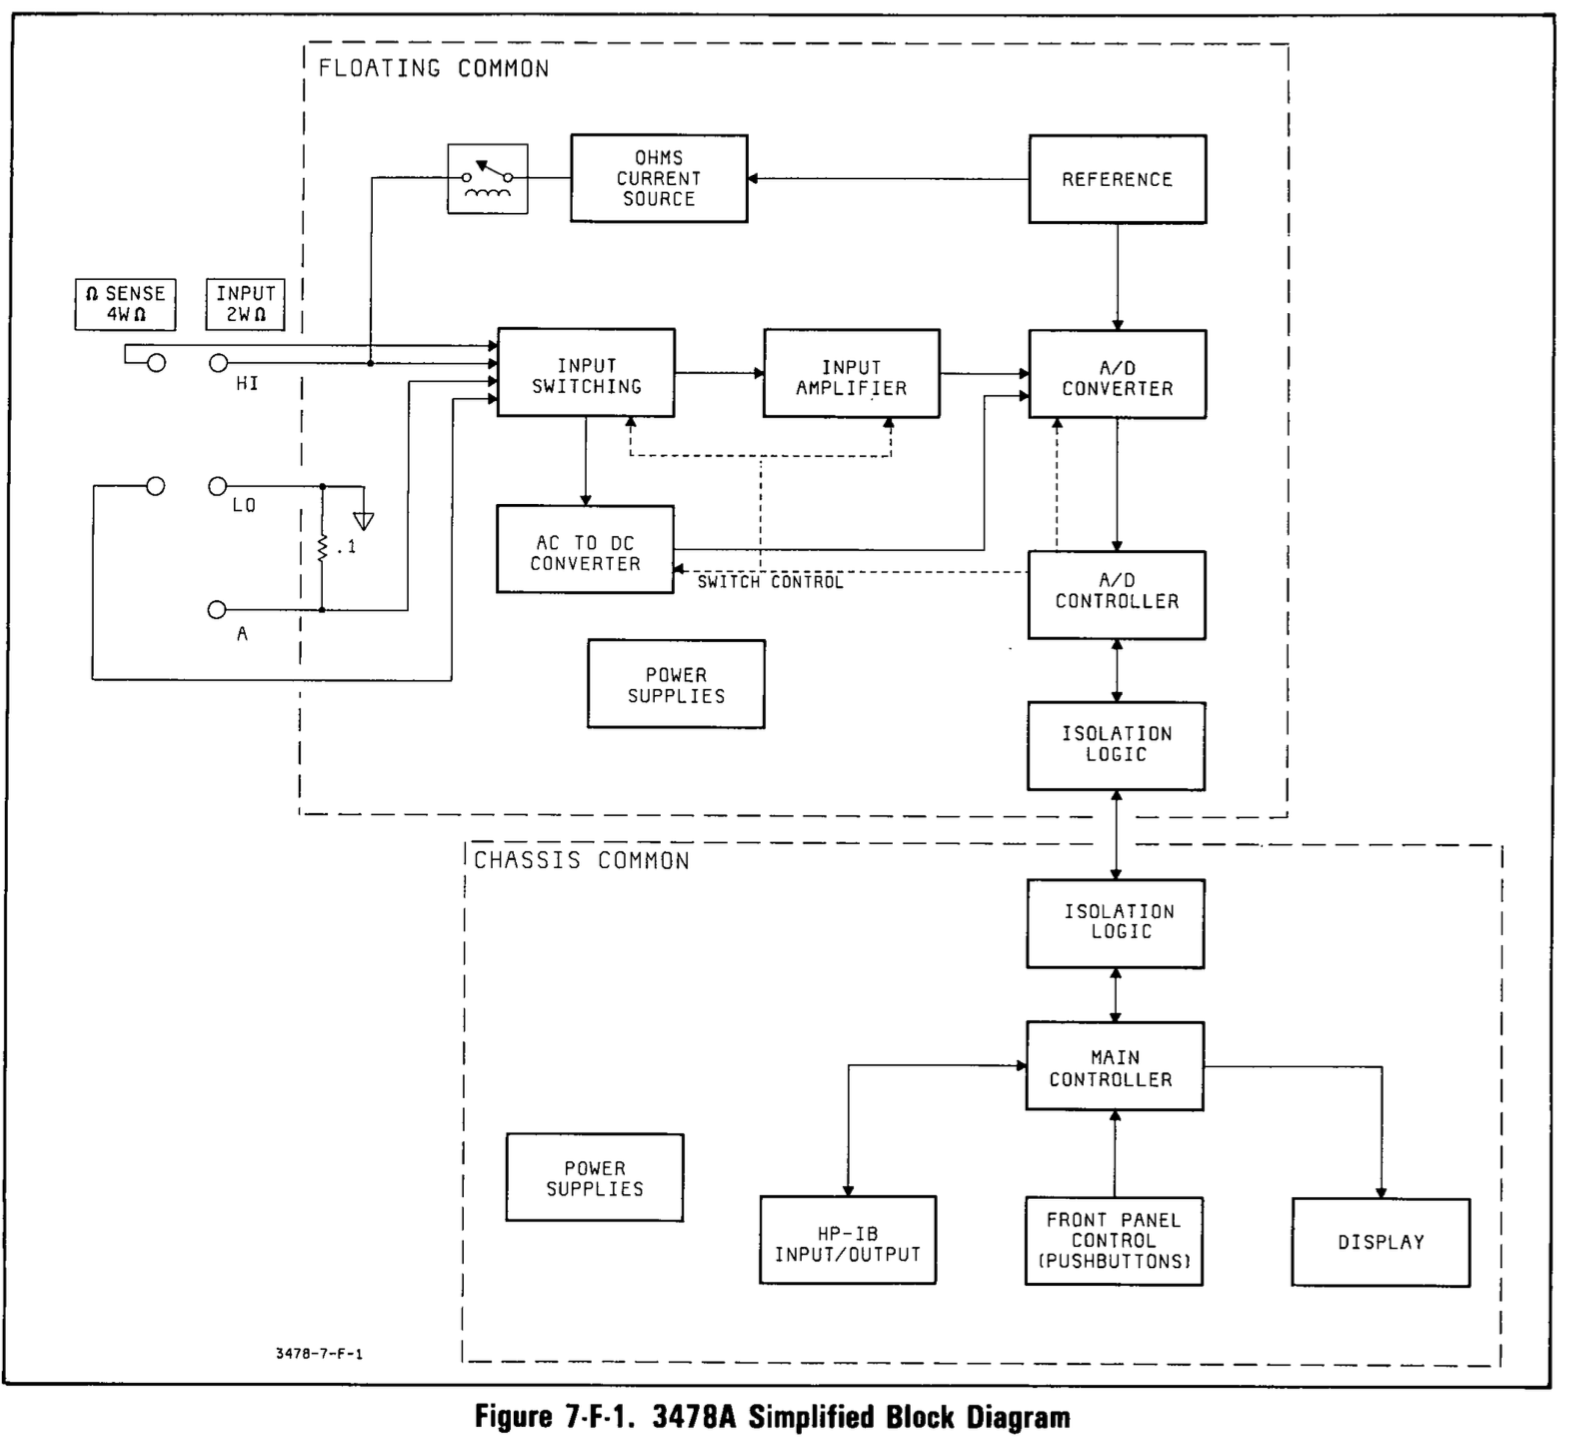 FLOATING COMMON
OHMS
CURRENT
SOURCE
REFERENCE
Ω SENSE
4WΩ
INPUT
2WΩ
HI
INPUT
SWITCHING
INPUT
AMPLIFIER
A/D
CONVERTER
LO
.1
AC TO DC
CONVERTER
SWITCH CONTROL
A/D
CONTROLLER
A
POWER
SUPPLIES
ISOLATION
LOGIC
CHASSIS COMMON
ISOLATION
LOGIC
MAIN
CONTROLLER
POWER
SUPPLIES
HP-IB
INPUT/OUTPUT
FRONT PANEL
CONTROL
(PUSHBUTTONS)
DISPLAY
3478-7-F-1
Figure 7-F-1. 3478A Simplified Block Diagram